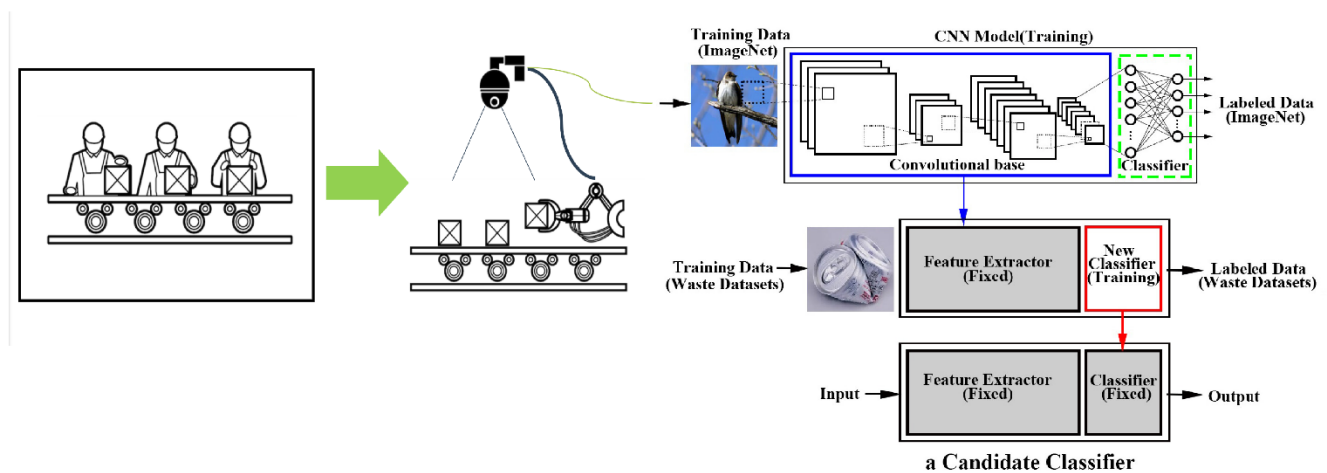 Training Data
(ImageNet)
CNN Model(Training)
Convolutional base
Classifier
Labeled Data
(ImageNet)
Training Data
(Waste Datasets)
Feature Extractor
(Fixed)
New
Classifier
(Training)
Labeled Data
(Waste Datasets)
Input
Feature Extractor
(Fixed)
Classifier
(Fixed)
Output
a Candidate Classifier